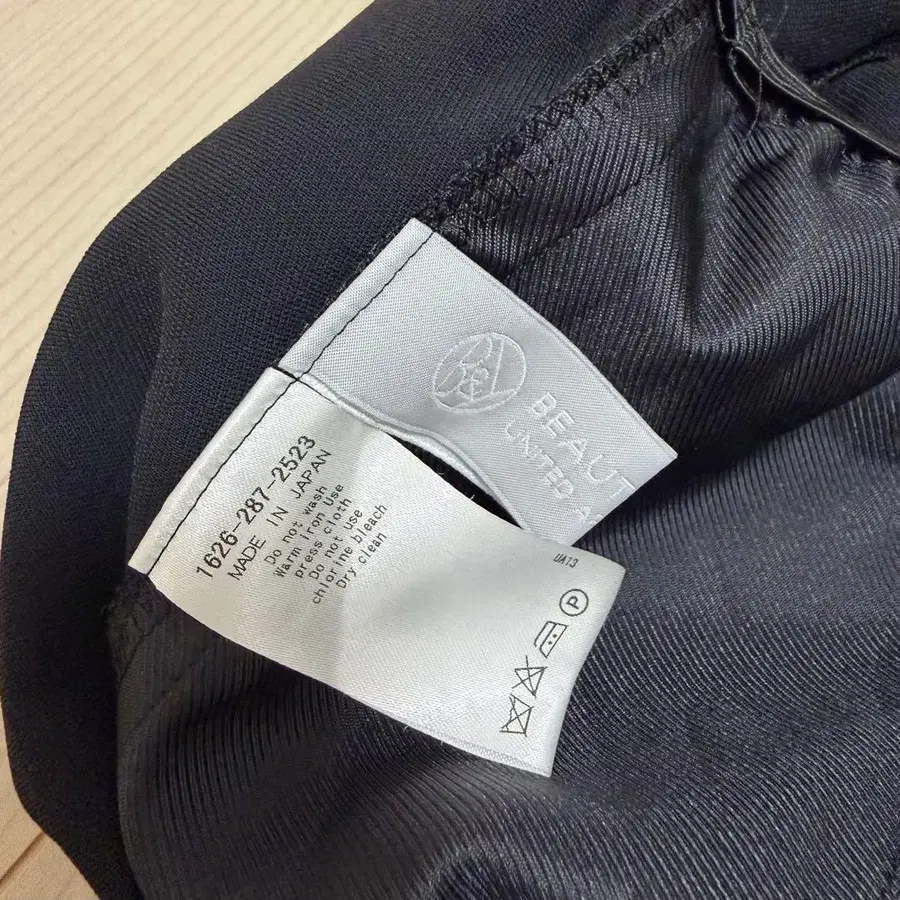 B&Y
BEAUT
UNITED A
1626-287-2523
MADE IN JAPAN
Do not wash
Warm iron Use
press cloth
Do not use
chlorine bleach
Dry clean
UA13
P